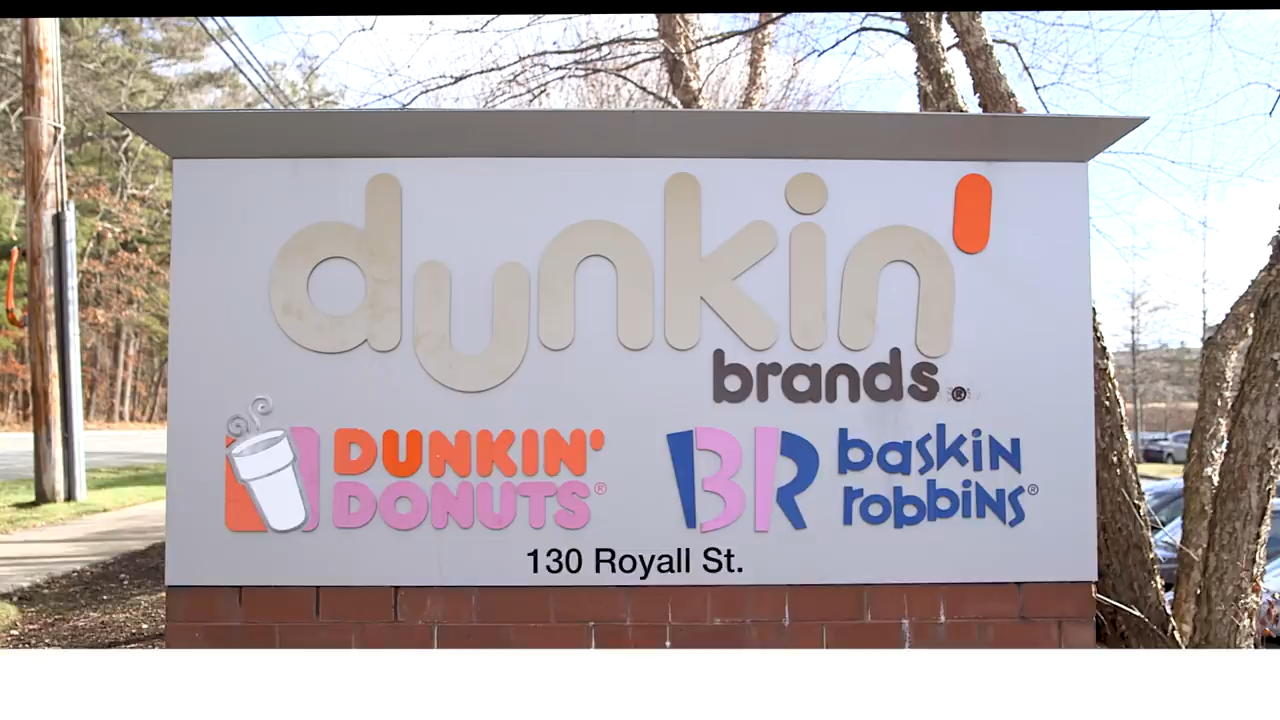 dunkin'
brands®
DUNKIN'
DONUTS®
BR
baskin
robbins®
130 Royall St.